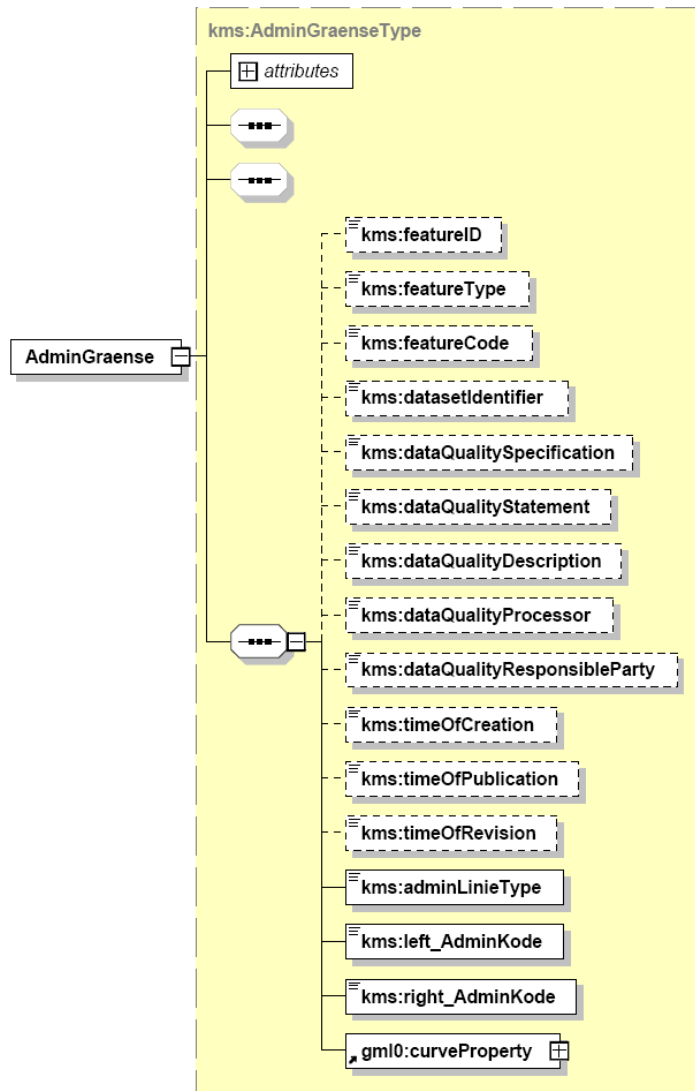 kms:AdminGraenseType
attributes
kms:featureID
kms:featureType
kms:featureCode
AdminGraense
kms:datasetIdentifier
kms:dataQualitySpecification
kms:dataQualityStatement
kms:dataQualityDescription
kms:dataQualityProcessor
kms:dataQualityResponsibleParty
kms:timeOfCreation
kms:timeOfPublication
kms:timeOfRevision
kms:adminLinieType
kms:left_AdminKode
kms:right_AdminKode
gml0:curveProperty